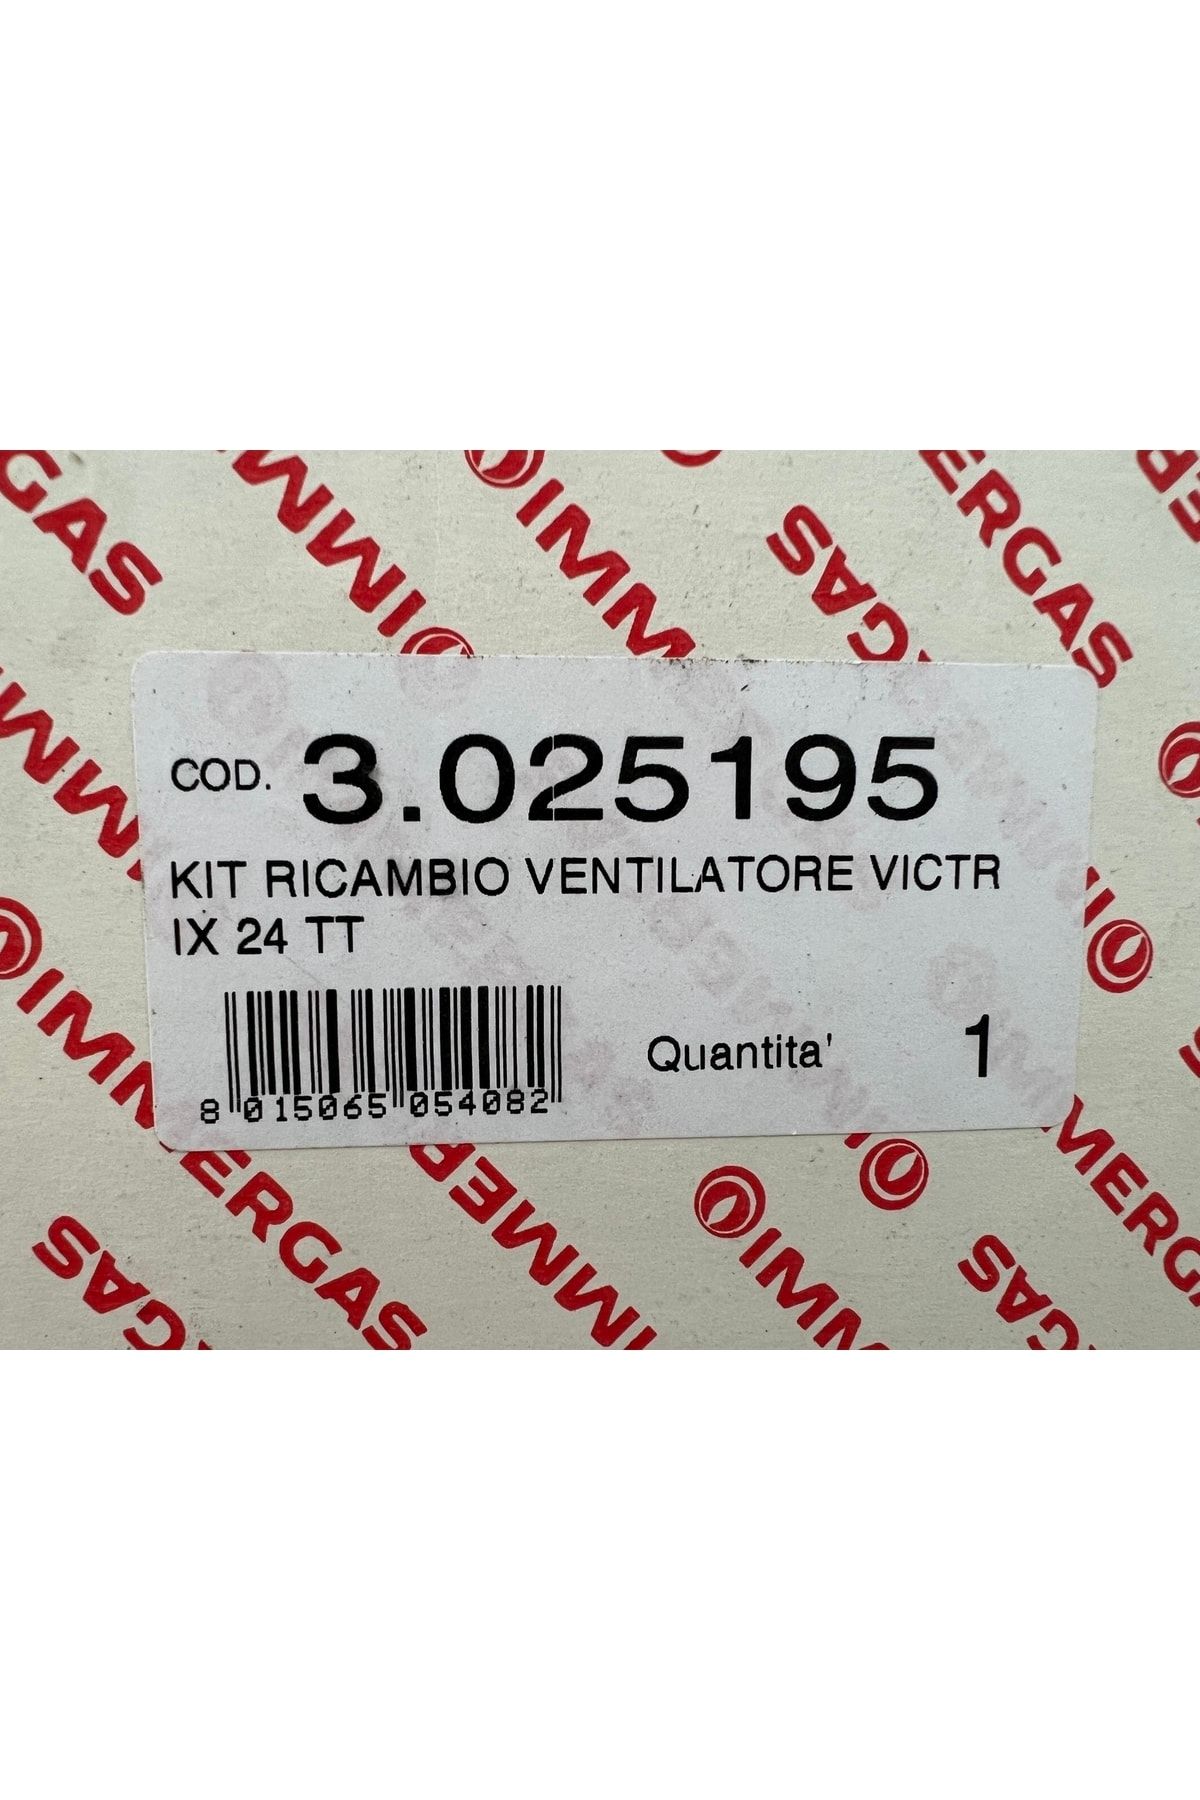 IMMERGAS
COD. 3.025195
KIT RICAMBIO VENTILATORE VICTR
IX 24 TT
8 015065 054082
Quantita' 1